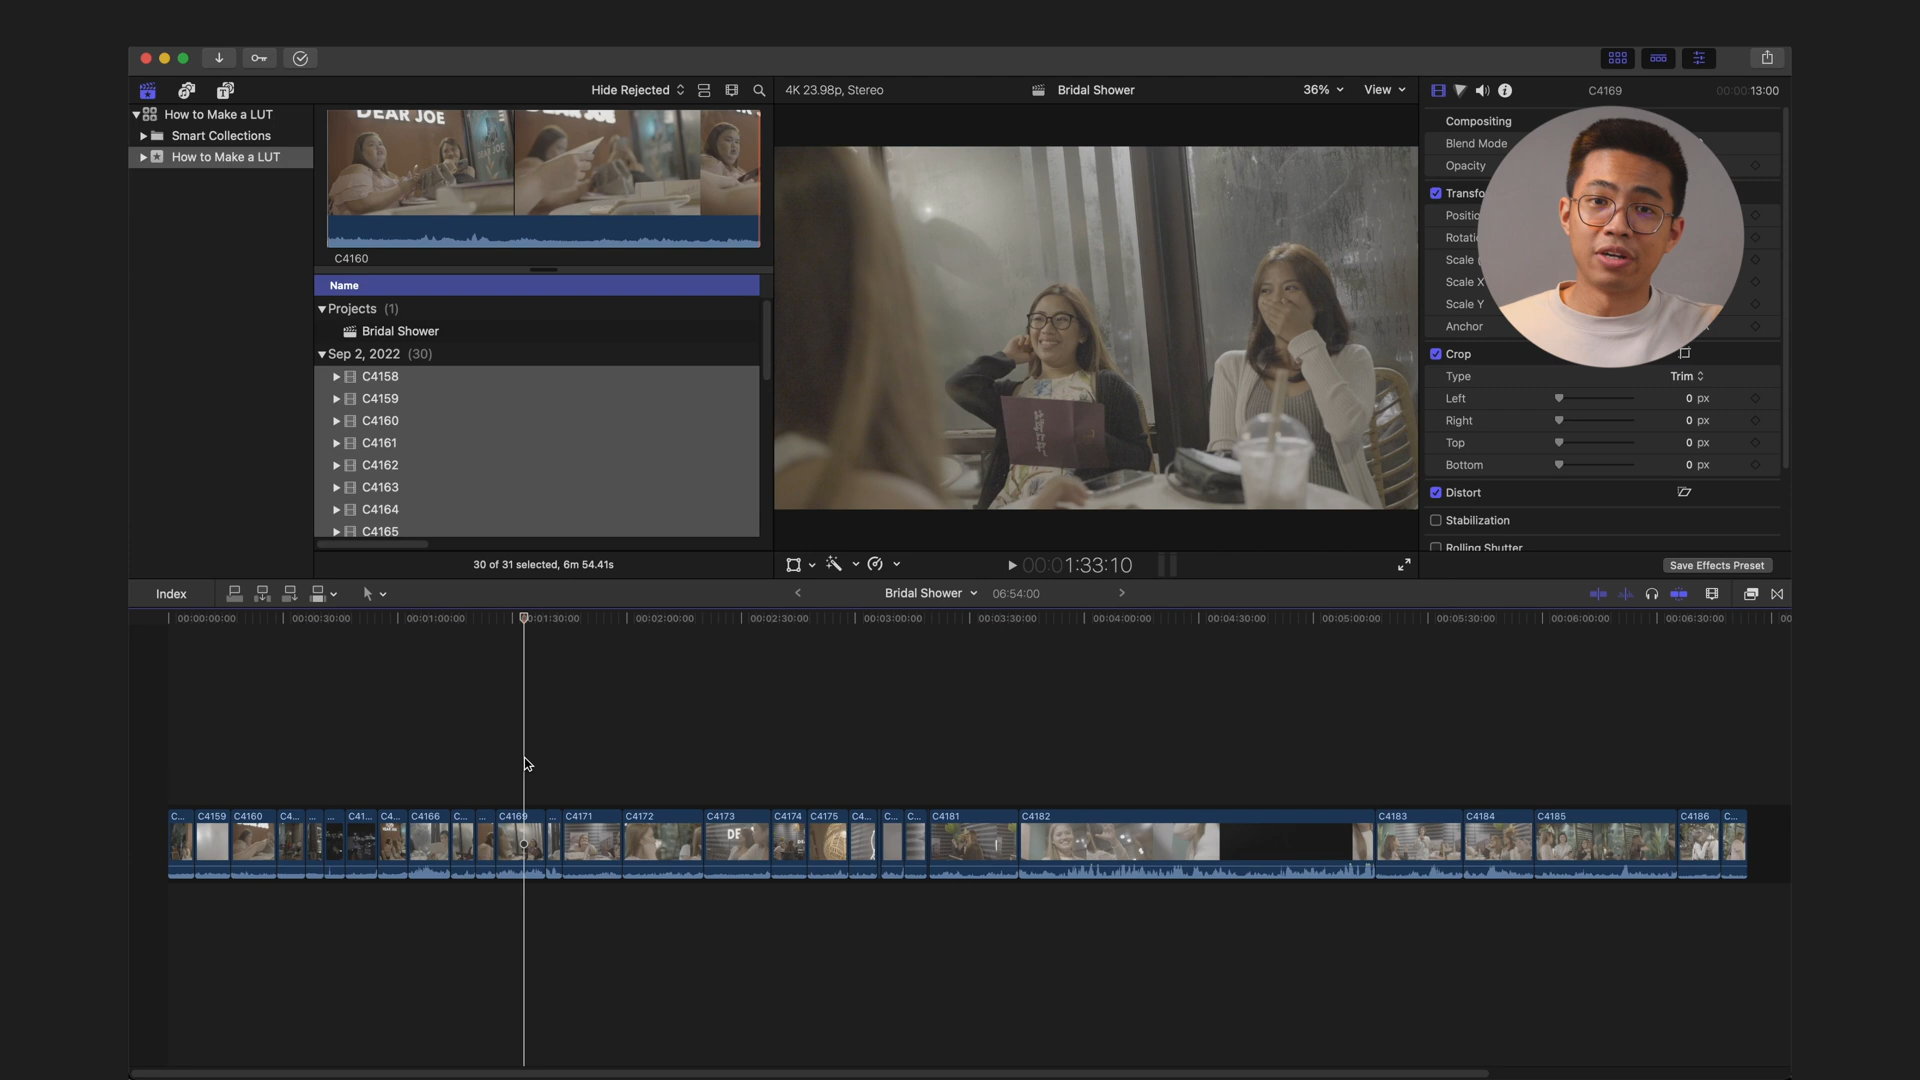 Hide Rejected
4K 23.98p, Stereo
Bridal Shower
36%
View
C4169
00:00:13:00
How to Make a LUT
Smart Collections
How to Make a LUT
DEAR JOE
DEAR JOE
C4160
Name
Projects (1)
Bridal Shower
Sep 2, 2022 (30)
C4158
C4159
C4160
C4161
C4162
C4163
C4164
C4165
30 of 31 selected, 6m 54.41s
00:01:33:10
Compositing
Blend Mode
Opacity
Transfo
Positio
Rotati
Scale
Scale X
Scale Y
Anchor
Crop
Type
Trim
Left
0 px
Right
0 px
Top
0 px
Bottom
0 px
Distort
Stabilization
Rolling Shutter
Save Effects Preset
Index
Bridal Shower
06:54:00
00:00:00:00
00:00:30:00
00:01:00:00
00:01:30:00
00:02:00:00
00:02:30:00
00:03:00:00
00:03:30:00
00:04:00:00
00:04:30:00
00:05:00:00
00:05:30:00
00:06:00:00
00:06:30:00
00
C...
C4159
C4160
C4...
...
...
C41...
C4...
C4166
C...
...
C4169
...
C4171
C4172
C4173
C4174
C4175
C4...
C...
C...
C4181
C4182
C4183
C4184
C4185
C4186
C...
DE